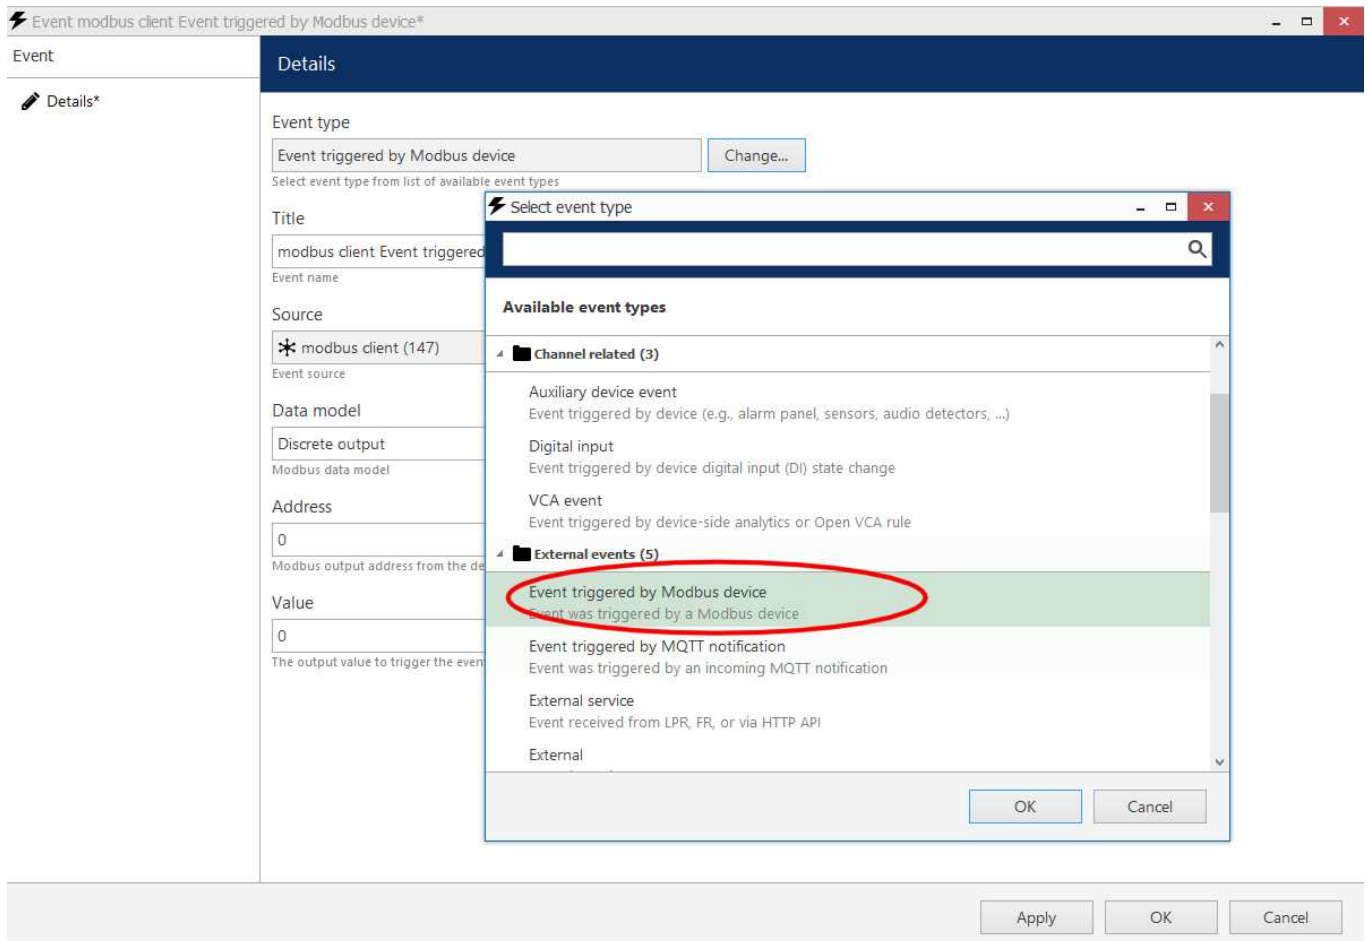 Event modbus client Event triggered by Modbus device*
Event
Details
Details*
Event type
Event triggered by Modbus device
Change...
Select event type from list of available event types
Title
modbus client Event triggered
Event name
Source
modbus client (147)
Event source
Data model
Discrete output
Modbus data model
Address
0
Modbus output address from the de
Value
0
The output value to trigger the even
Select event type
Available event types
Channel related (3)
Auxiliary device event
Event triggered by device (e.g., alarm panel, sensors, audio detectors, ...)
Digital input
Event triggered by device digital input (DI) state change
VCA event
Event triggered by device-side analytics or Open VCA rule
External events (5)
Event triggered by Modbus device
Event was triggered by a Modbus device
Event triggered by MQTT notification
Event was triggered by an incoming MQTT notification
External service
Event received from LPR, FR, or via HTTP API
External
OK
Cancel
Apply
OK
Cancel